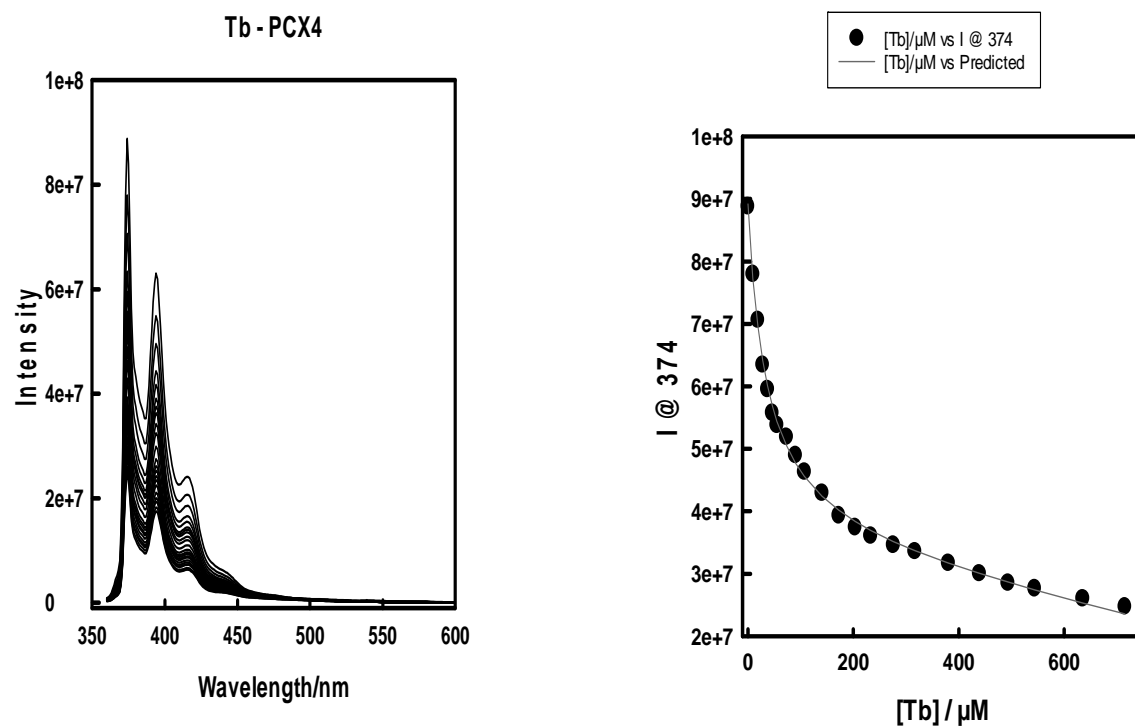 Tb - PCX4
1e+8
8e+7
6e+7
4e+7
2e+7
0
Intensity
350 400 450 500 550 600
Wavelength/nm
[Tb]/µM vs I @ 374
[Tb]/µM vs Predicted
1e+8
9e+7
8e+7
7e+7
6e+7
5e+7
4e+7
3e+7
2e+7
I @ 374
0 200 400 600
[Tb] / µM